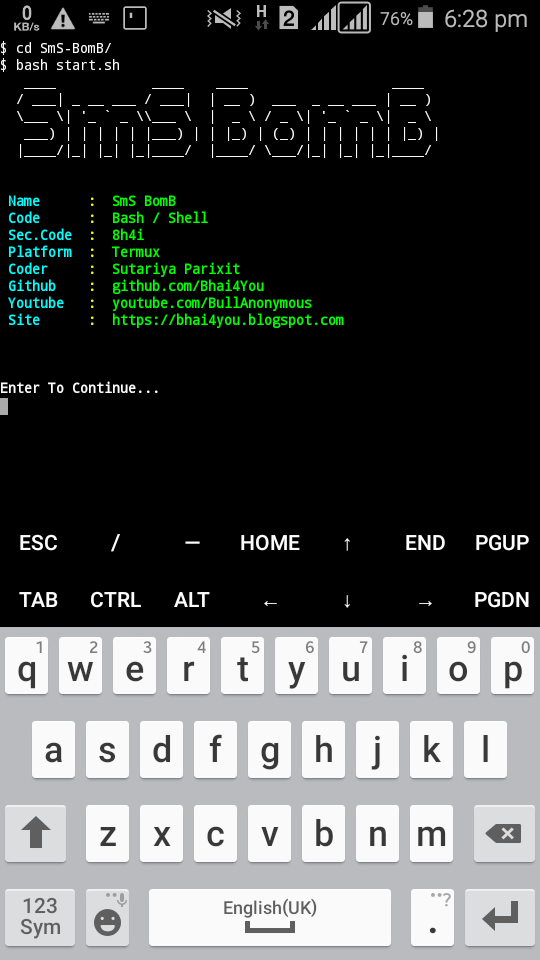 0
KB/s
H
2
76%
6:28 pm
$ cd SmS-BomB/
$ bash start.sh
SmS BomB
Name : SmS BomB
Code : Bash / Shell
Sec.Code : 8h4i
Platform : Termux
Coder : Sutariya Parixit
Github : github.com/Bhai4You
Youtube : youtube.com/BullAnonymous
Site : https://bhai4you.blogspot.com
Enter To Continue...
ESC / — HOME ↑ END PGUP
TAB CTRL ALT ← ↓ → PGDN
1 2 3 4 5 6 7 8 9 0
q w e r t y u i o p
a s d f g h j k l
z x c v b n m
123
Sym
English(UK)
?
.